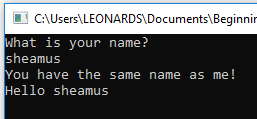 C:\Users\LEONARDS\Documents\Beginnin
What is your name?
sheamus
You have the same name as me!
Hello sheamus